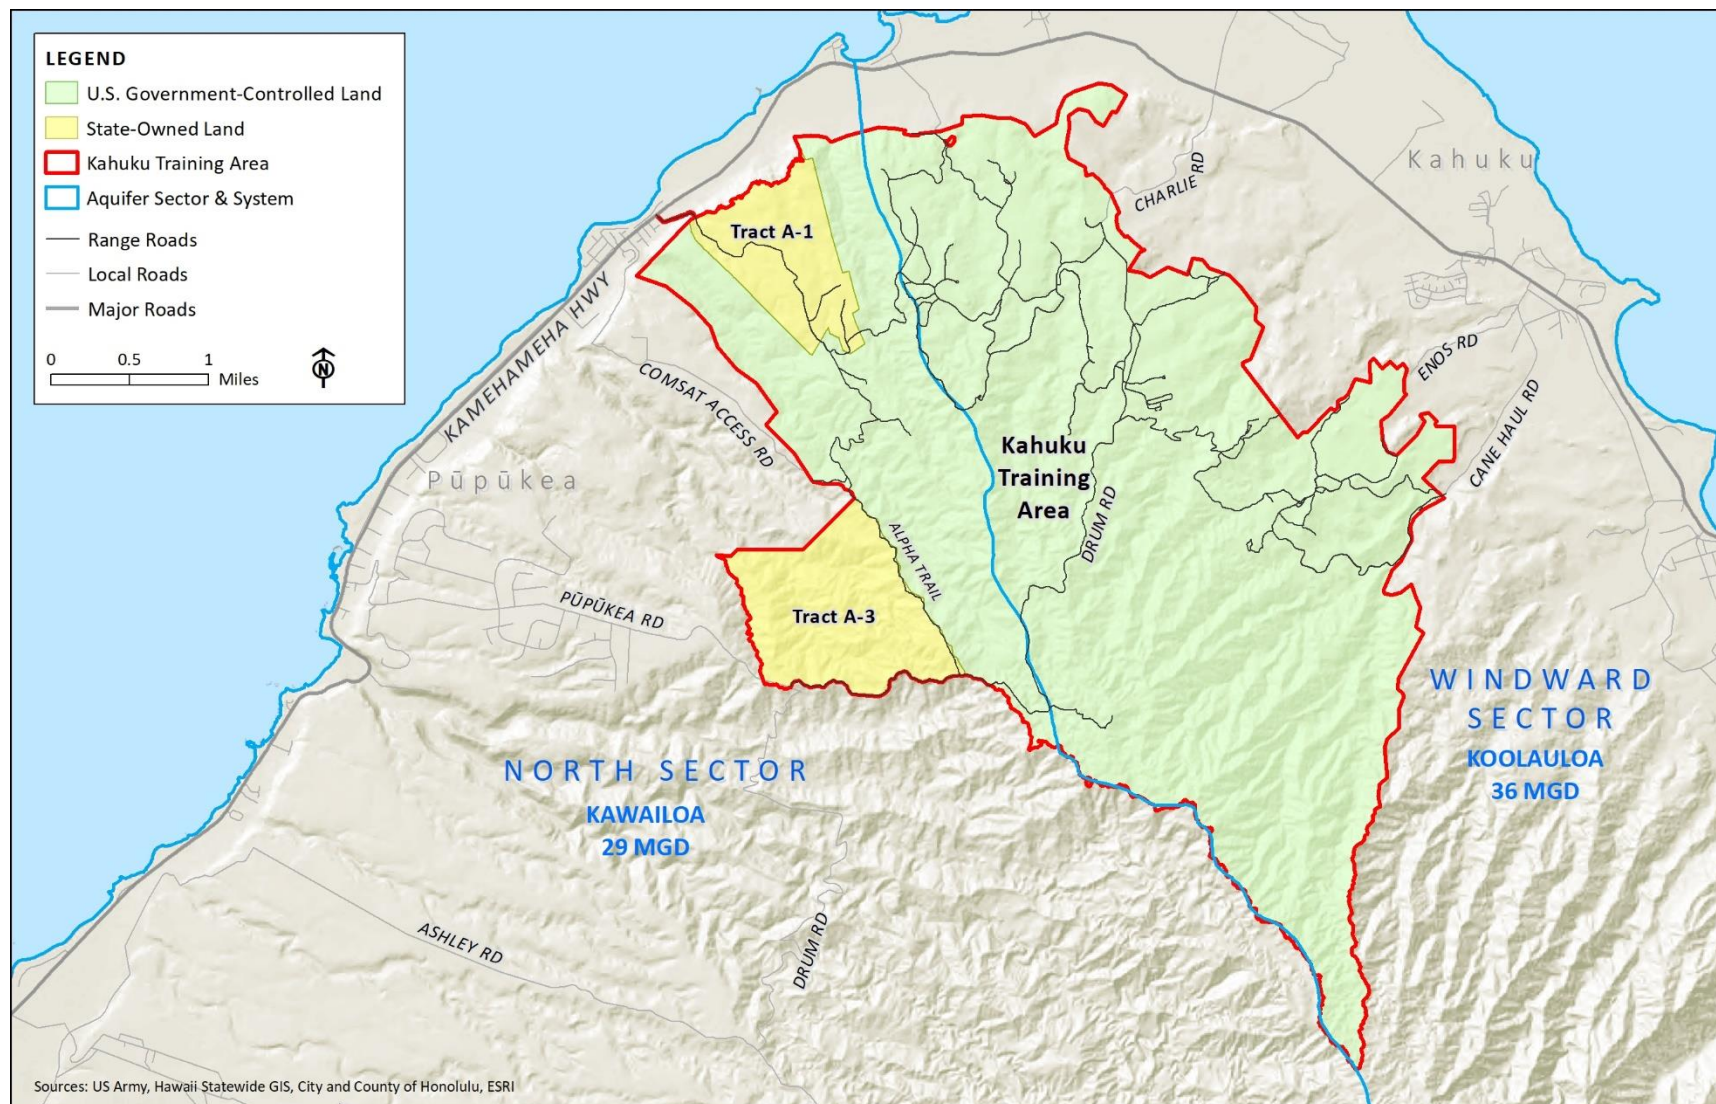 LEGEND
U.S. Government-Controlled Land
State-Owned Land
Kahuku Training Area
Aquifer Sector & System
Range Roads
Local Roads
Major Roads
0 0.5 1
Miles
N
Kahuku
CHARLIE RD
Tract A-1
KAMEHAMEHA HWY
COMSAT ACCESS RD
ENOS RD
CANE HAUL RD
Kahuku
Training
Area
Pūpūkea
DRUM RD
ALPHA TRAIL
PŪPŪKEA RD
Tract A-3
WINDWARD
SECTOR
KOOLAULOA
36 MGD
NORTH SECTOR
KAWAILOA
29 MGD
ASHLEY RD
DRUM RD
Sources: US Army, Hawaii Statewide GIS, City and County of Honolulu, ESRI